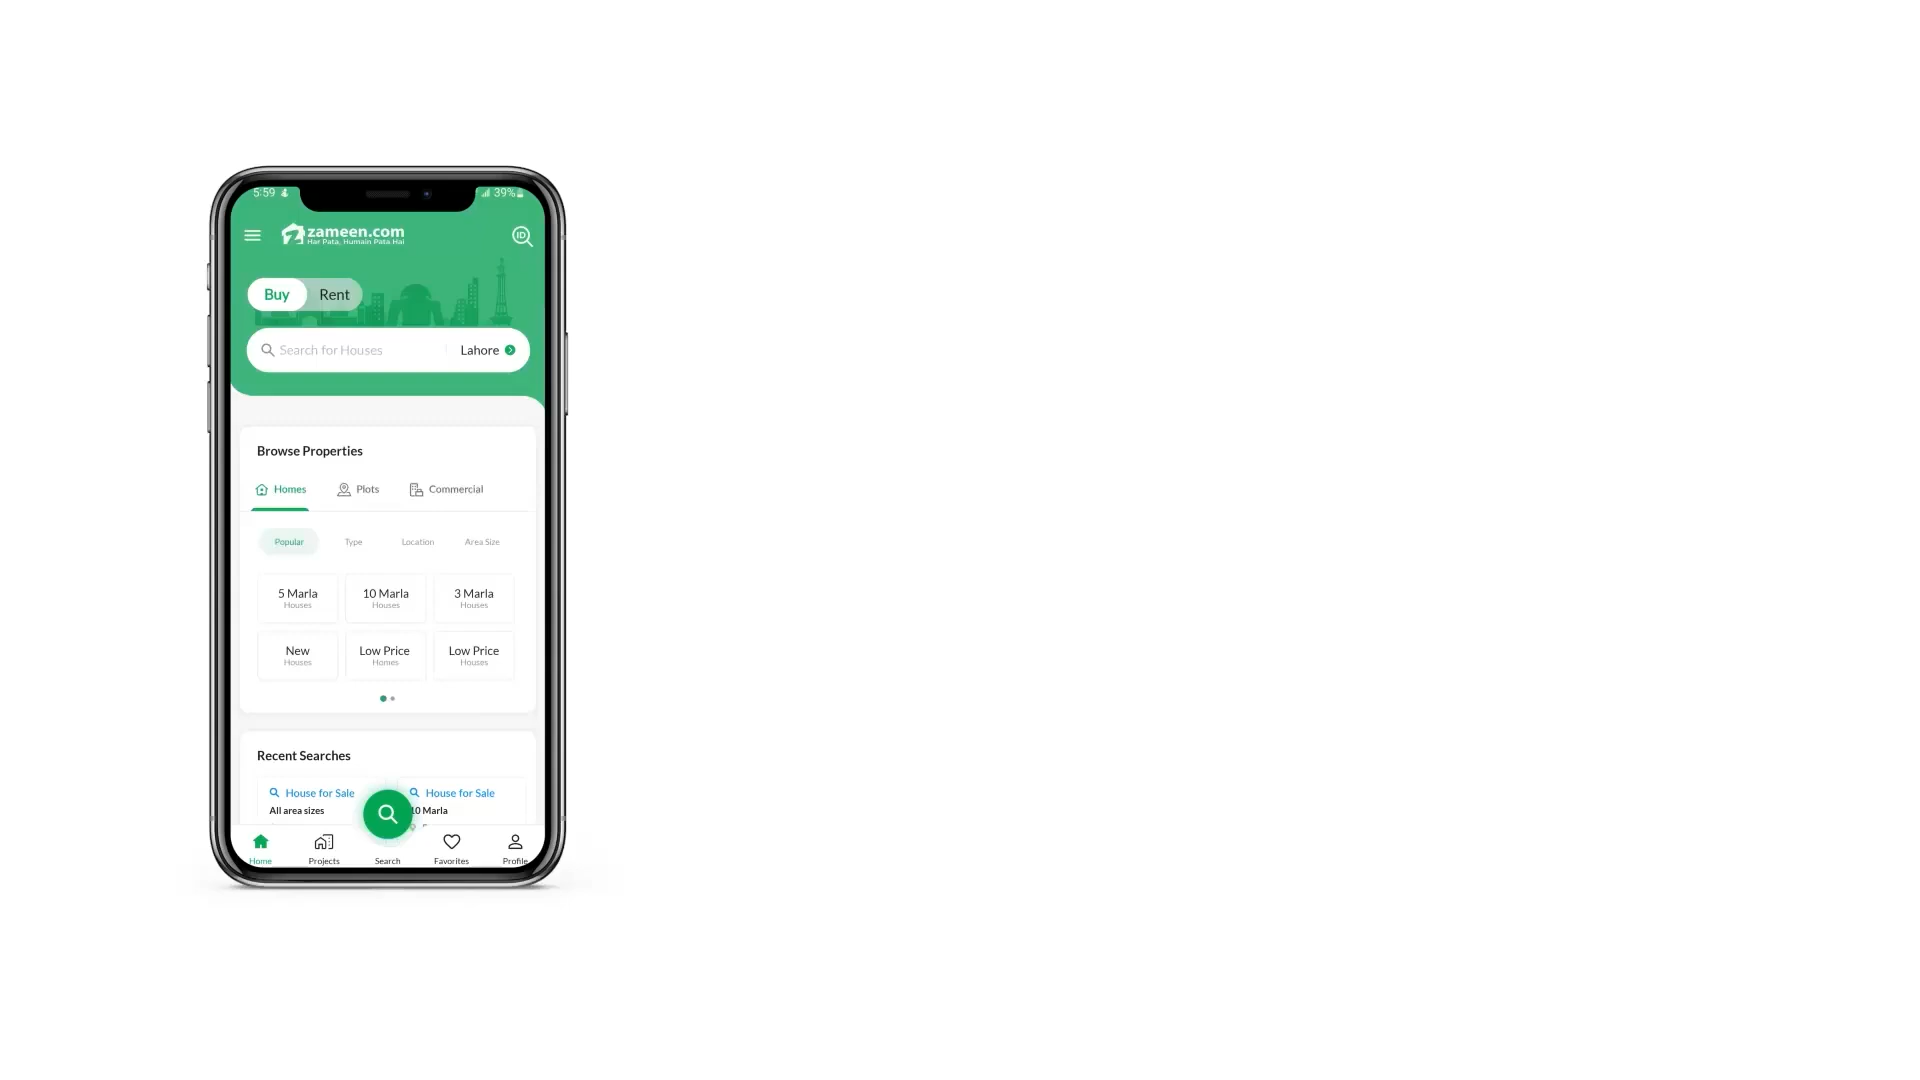 5:59 39%
zameen.com
Har Pata, Humain Pata Hai
ID
Buy Rent
Search for Houses Lahore
Browse Properties
Homes Plots Commercial
Popular Type Location Area Size
5 Marla 10 Marla 3 Marla
Houses Houses Houses
New Low Price Low Price
Houses Homes Houses
Recent Searches
House for Sale House for Sale
All area sizes 10 Marla
Home Projects Search Favorites Profile